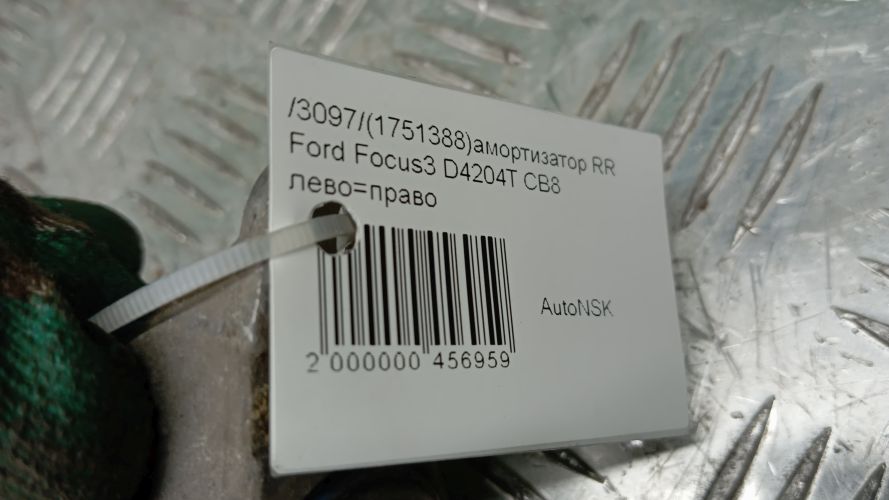 /3097/(1751388)амортизатор RR
Ford Focus3 D4204T CB8
лево=право
AutoNSK
2 000000 456959